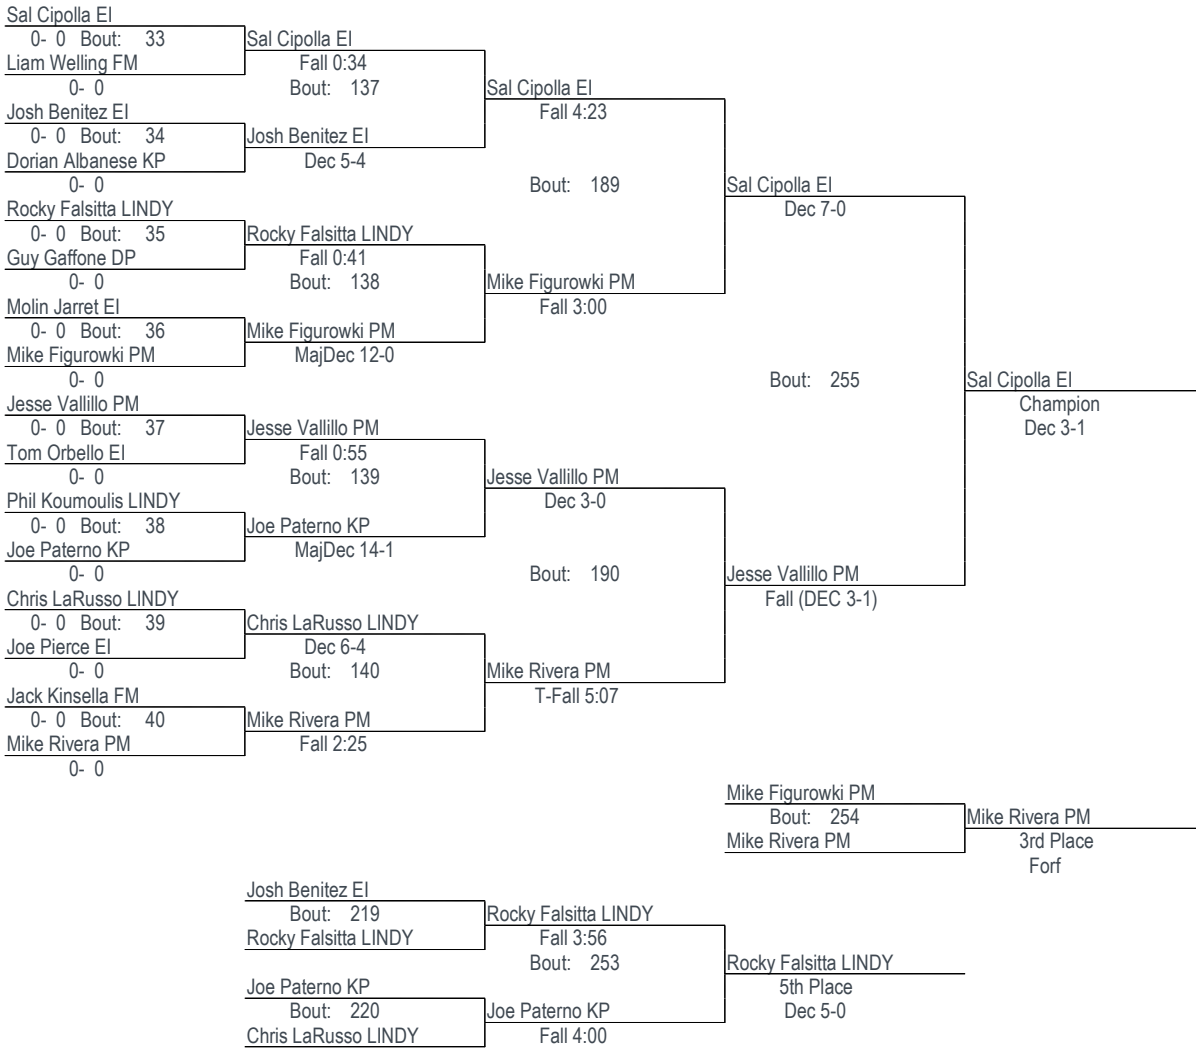 Sal Cipolla EI
0- 0 Bout: 33
Sal Cipolla EI
Liam Welling FM
Fall 0:34
0- 0
Bout: 137
Sal Cipolla EI
Josh Benitez EI
Fall 4:23
0- 0 Bout: 34
Josh Benitez EI
Dorian Albanese KP
Dec 5-4
0- 0
Bout: 189
Sal Cipolla EI
Rocky Falsitta LINDY
Dec 7-0
0- 0 Bout: 35
Rocky Falsitta LINDY
Guy Gaffone DP
Fall 0:41
0- 0
Bout: 138
Mike Figurowki PM
Molin Jarret EI
Fall 3:00
0- 0 Bout: 36
Mike Figurowki PM
Mike Figurowki PM
MajDec 12-0
0- 0
Bout: 255
Sal Cipolla EI
Jesse Vallillo PM
Champion
0- 0 Bout: 37
Jesse Vallillo PM
Dec 3-1
Tom Orbello EI
Fall 0:55
0- 0
Bout: 139
Jesse Vallillo PM
Phil Koumoulis LINDY
Dec 3-0
0- 0 Bout: 38
Joe Paterno KP
Joe Paterno KP
MajDec 14-1
0- 0
Bout: 190
Jesse Vallillo PM
Chris LaRusso LINDY
Fall (DEC 3-1)
0- 0 Bout: 39
Chris LaRusso LINDY
Joe Pierce EI
Dec 6-4
0- 0
Bout: 140
Mike Rivera PM
Jack Kinsella FM
T-Fall 5:07
0- 0 Bout: 40
Mike Rivera PM
Mike Rivera PM
Fall 2:25
0- 0
Mike Figurowki PM
Bout: 254
Mike Rivera PM
Mike Rivera PM
3rd Place
Forf
Josh Benitez EI
Bout: 219
Rocky Falsitta LINDY
Rocky Falsitta LINDY
Fall 3:56
Bout: 253
Rocky Falsitta LINDY
Joe Paterno KP
5th Place
Bout: 220
Joe Paterno KP
Dec 5-0
Chris LaRusso LINDY
Fall 4:00